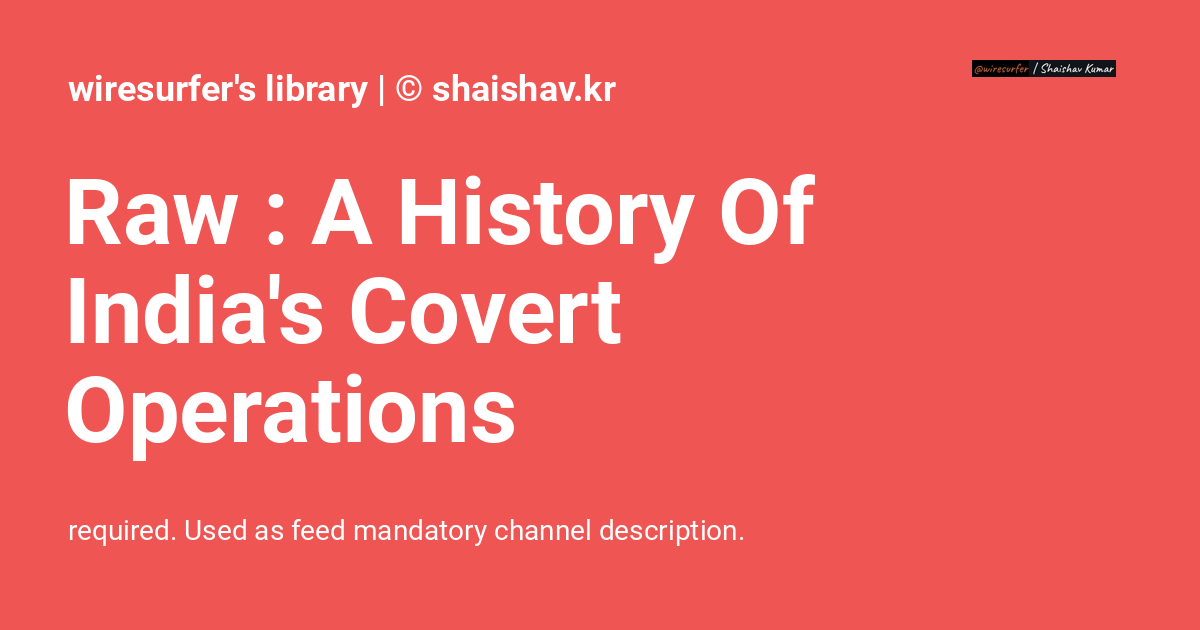 wiresurfer's library | © shaishav.kr
@wiresurfer | Shaishav Kumar
Raw : A History Of
India's Covert
Operations
required. Used as feed mandatory channel description.